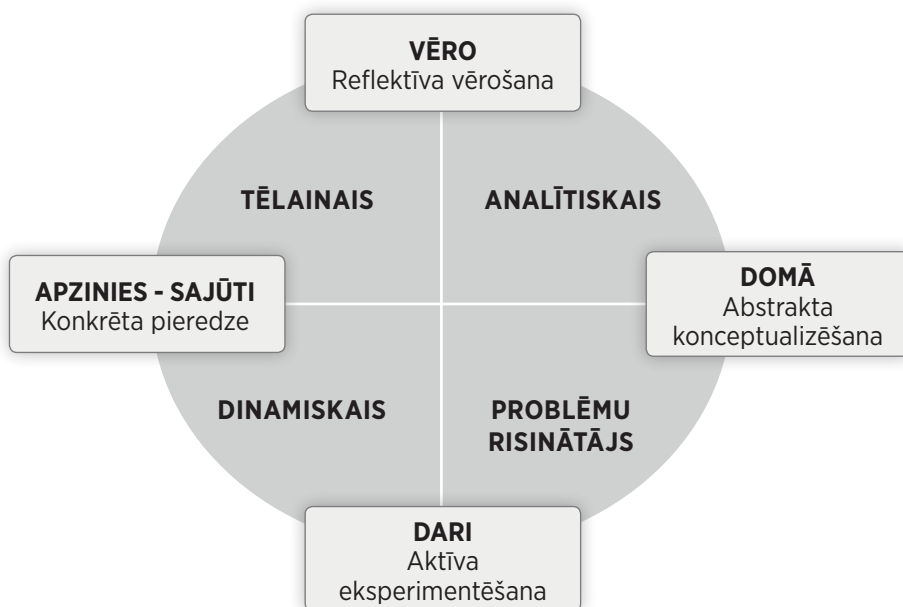 VĒRO
Reflektīva vērošana
TĒLAINAIS
ANALĪTISKAIS
APZINIES - SAJŪTI
Konkrēta pieredze
DOMĀ
Abstrakta
konceptualizēšana
DINAMISKAIS
PROBLĒMU
RISINĀTĀJS
DARI
Aktīva
eksperimentēšana